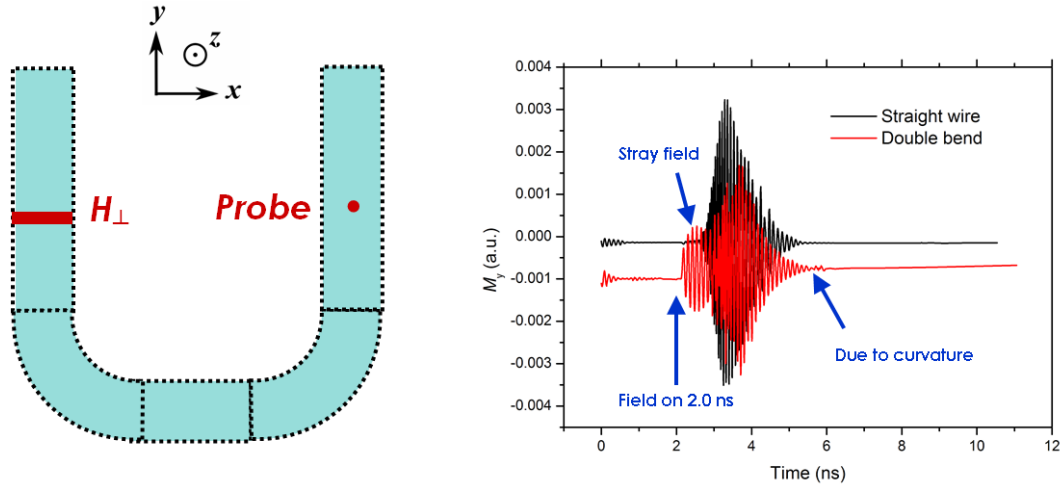 y
z
x
H⊥
Probe
0.004
0.003
0.002
0.001
0.000
-0.001
-0.002
-0.003
-0.004
M_y (a.u.)
Straight wire
Double bend
Stray field
Due to curvature
Field on 2.0 ns
0 2 4 6 8 10 12
Time (ns)